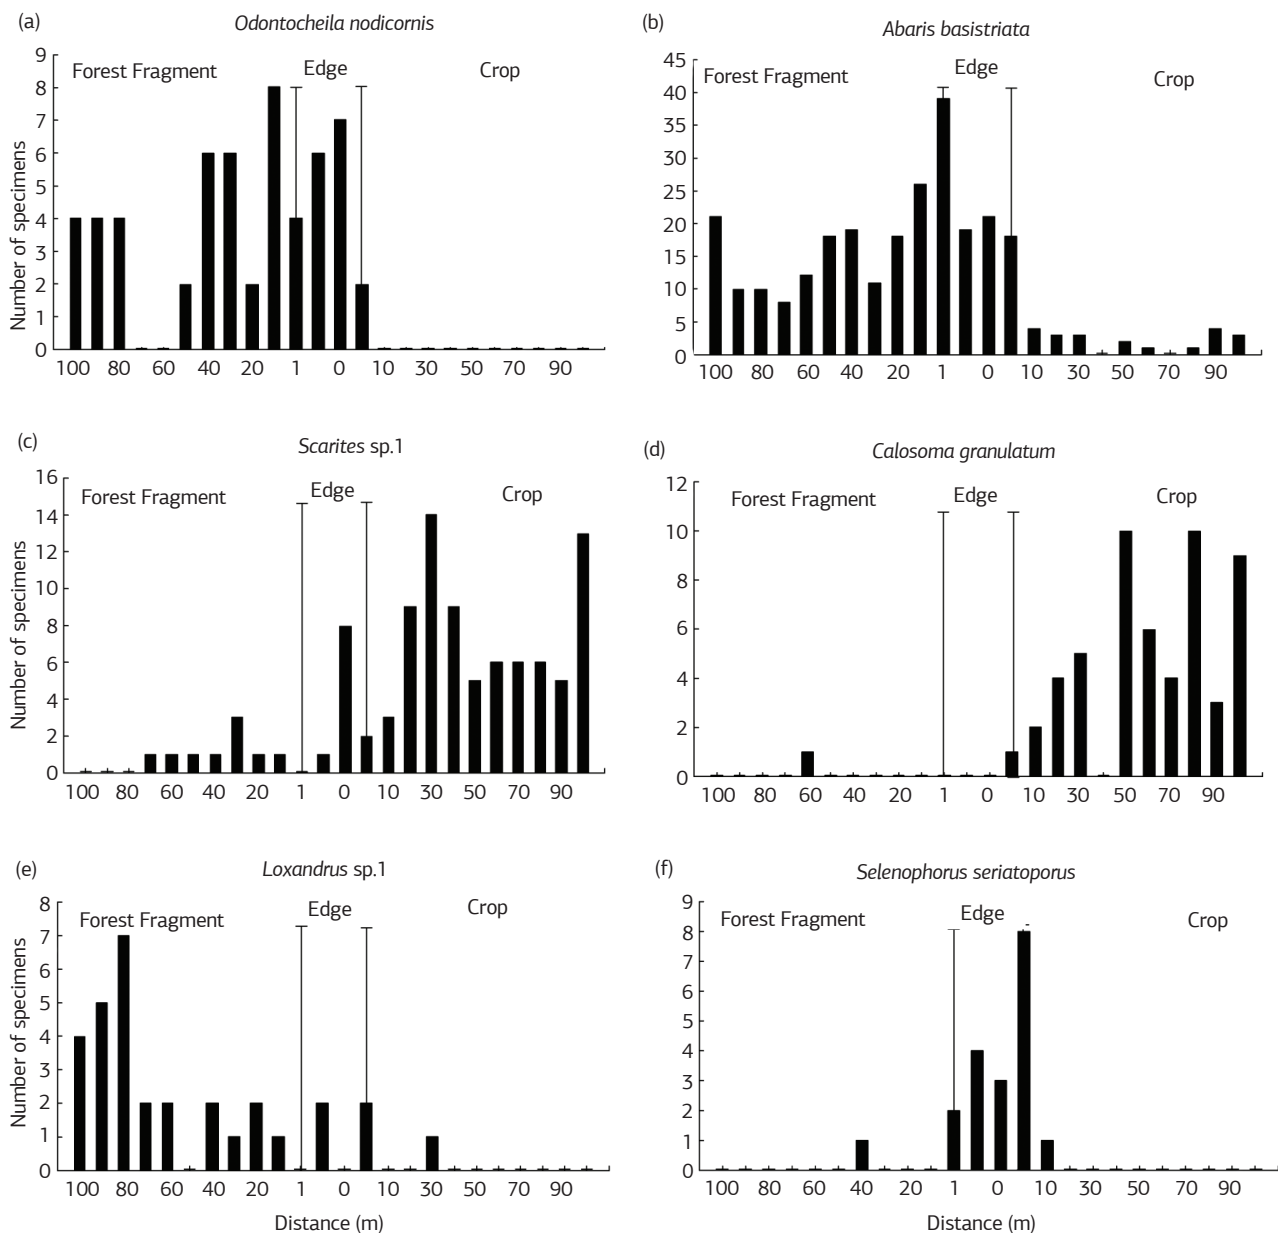 (a)
Odontocheila nodicornis
Number of specimens
9
8
7
6
5
4
3
2
1
0
Forest Fragment
Edge
Crop
100 80 60 40 20 1 0 10 30 50 70 90
(b)
Abaris basistriata
45
40
35
30
25
20
15
10
5
0
Forest Fragment
Edge
Crop
100 80 60 40 20 1 0 10 30 50 70 90
(c)
Scarites sp.1
Number of specimens
16
14
12
10
8
6
4
2
0
Forest Fragment
Edge
Crop
100 80 60 40 20 1 0 10 30 50 70 90
(d)
Calosoma granulatum
12
10
8
6
4
2
0
Forest Fragment
Edge
Crop
100 80 60 40 20 1 0 10 30 50 70 90
(e)
Loxandrus sp.1
Number of specimens
8
7
6
5
4
3
2
1
0
Forest Fragment
Edge
Crop
100 80 60 40 20 1 0 10 30 50 70 90
Distance (m)
(f)
Selenophorus seriatoporus
9
8
7
6
5
4
3
2
1
0
Forest Fragment
Edge
Crop
100 80 60 40 20 1 0 10 30 50 70 90
Distance (m)